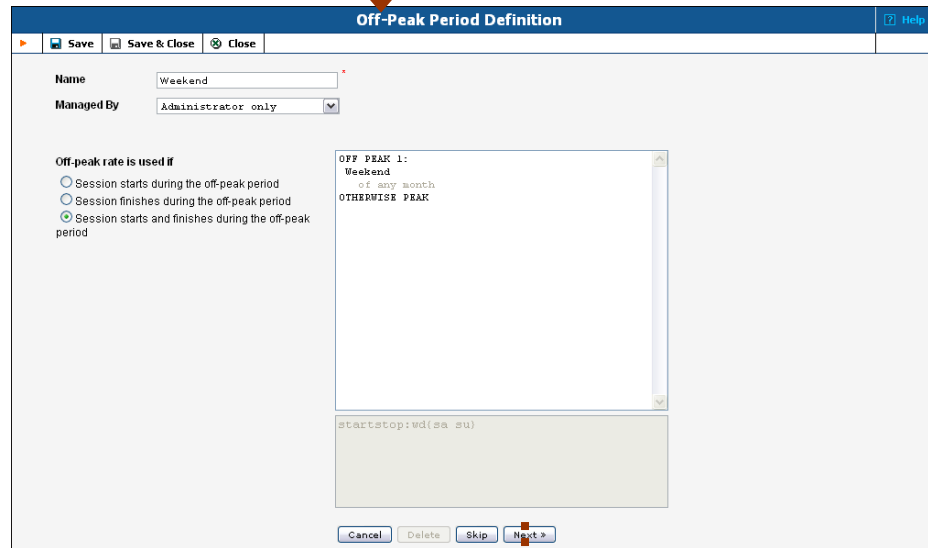 Off-Peak Period Definition
? Help
Save
Save & Close
Close
Name
Weekend
*
Managed By
Administrator only
Off-peak rate is used if
Session starts during the off-peak period
Session finishes during the off-peak period
Session starts and finishes during the off-peak
period
OFF PEAK 1:
Weekend
of any month
OTHERWISE PEAK
startstop:wd{sa su}
Cancel
Delete
Skip
Next »